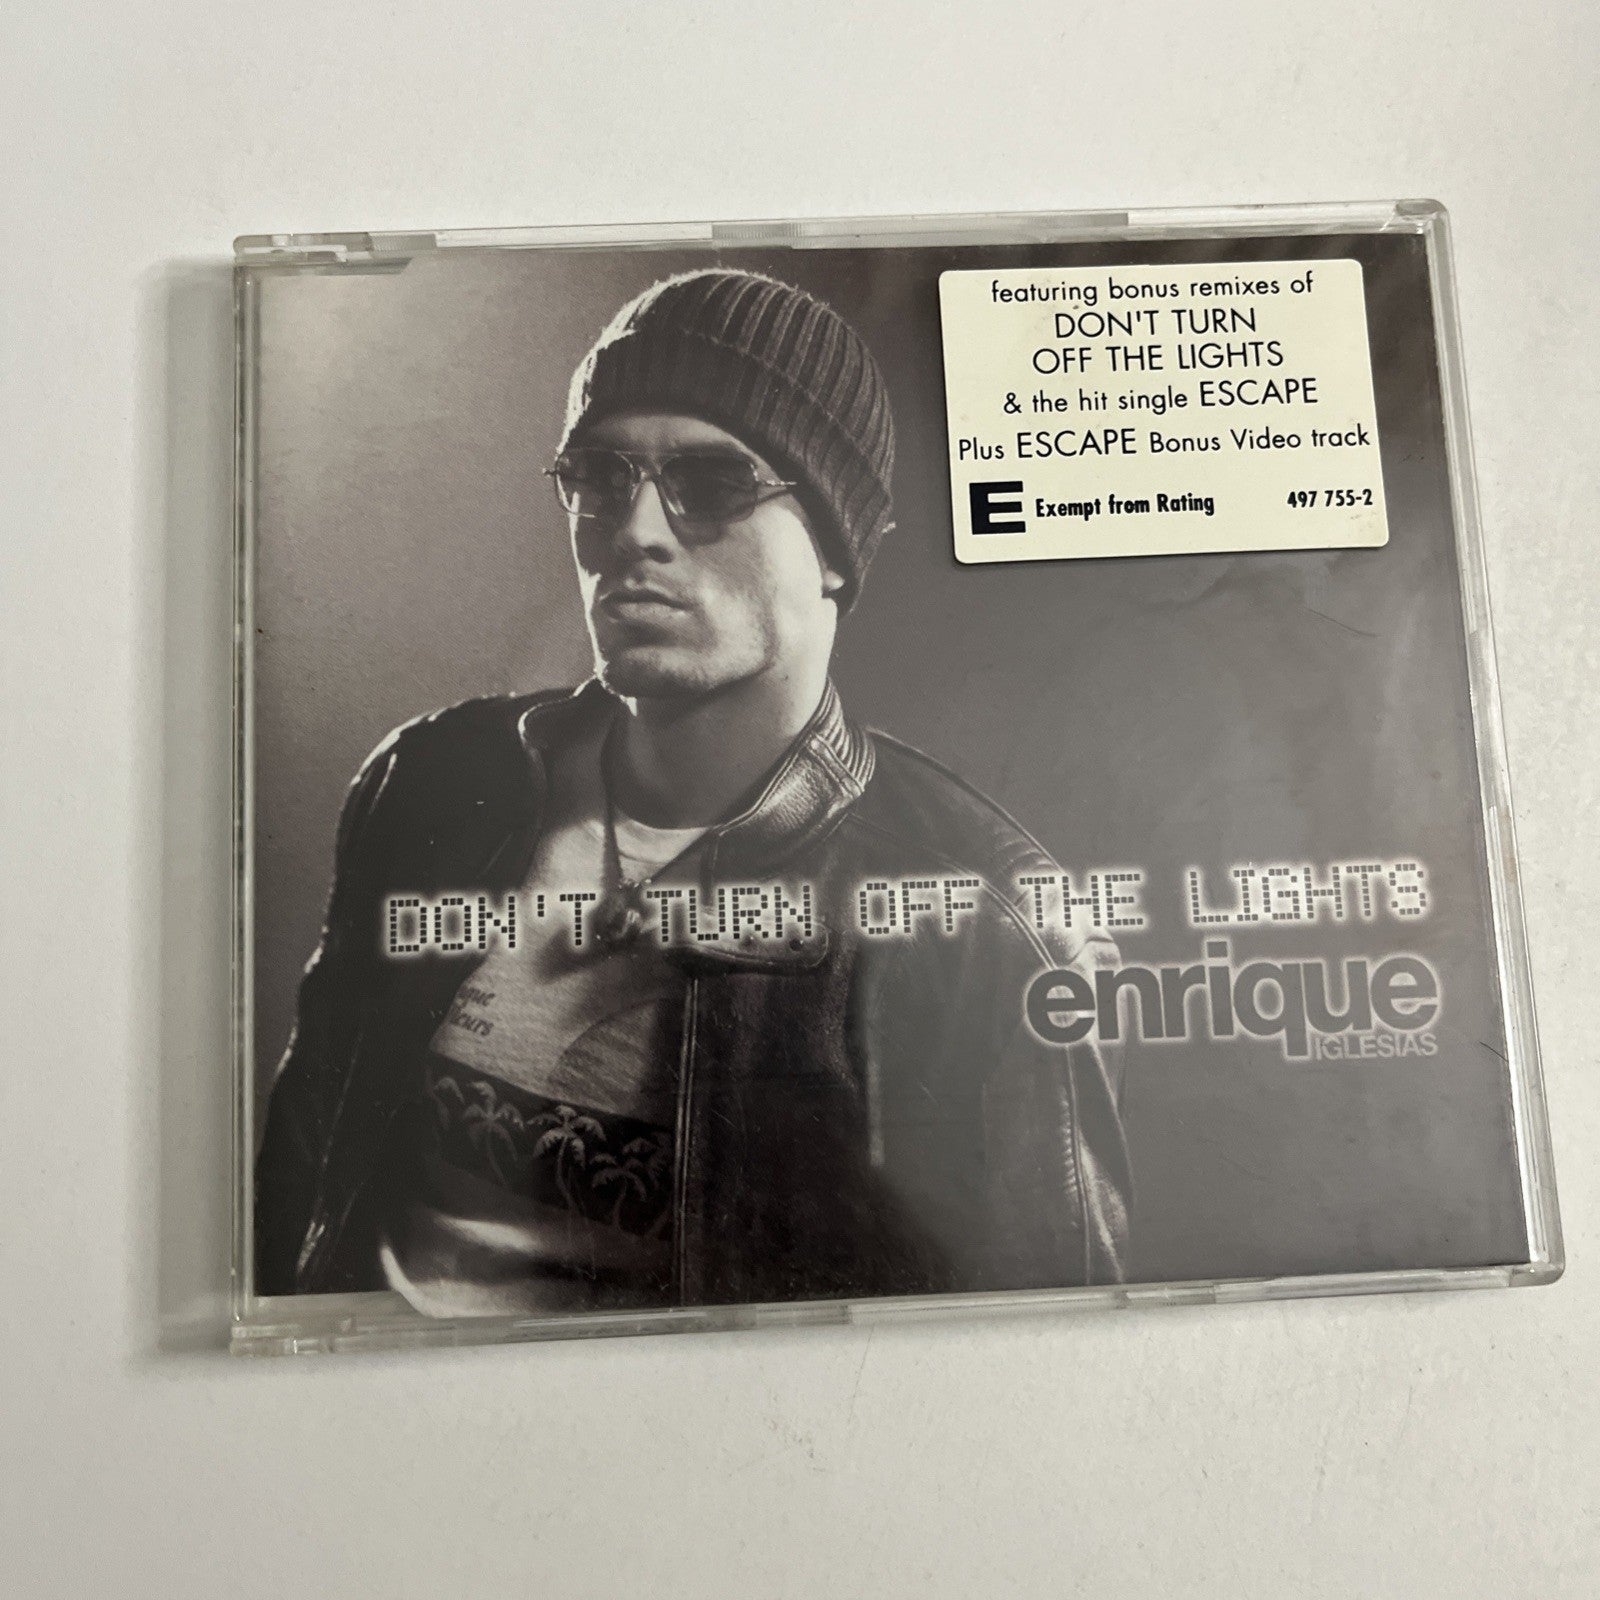 featuring bonus remixes of
DON'T TURN
OFF THE LIGHTS
& the hit single ESCAPE
Plus ESCAPE Bonus Video track
E Exempt from Rating 497 755-2
DON'T TURN OFF THE LIGHTS
enrique
IGLESIAS